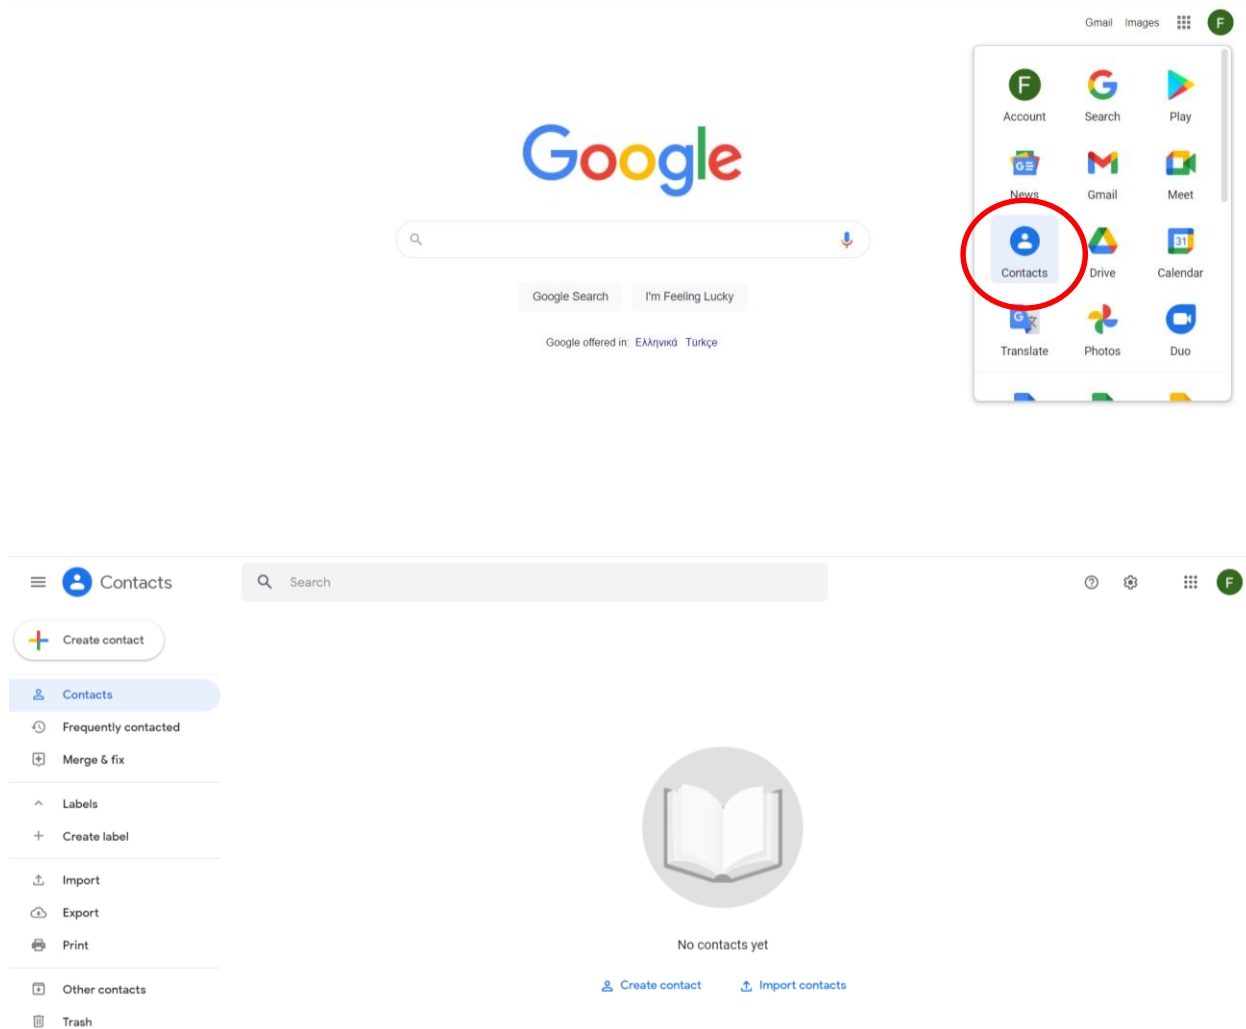 Gmail Images F
F
Account Search Play
News Gmail Meet
Google
31
Contacts Drive Calendar
Google Search I'm Feeling Lucky
Translate Photos Duo
Google offered in: Ελληνικά Türkçe
Contacts Search F
Create contact
Contacts
Frequently contacted
Merge & fix
Labels
Create label
Import
Export
Print
No contacts yet
Create contact Import contacts
Other contacts
Trash